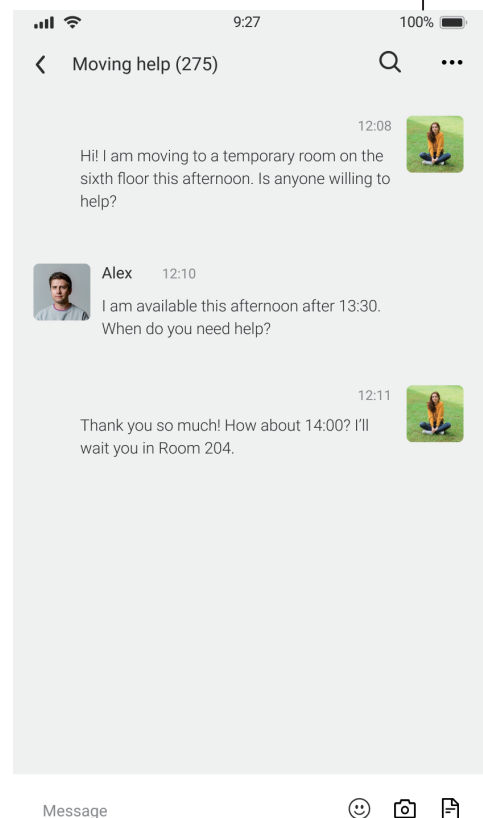 9:27
100%
Moving help (275)
12:08
Hi! I am moving to a temporary room on the
sixth floor this afternoon. Is anyone willing to
help?
Alex 12:10
I am available this afternoon after 13:30.
When do you need help?
12:11
Thank you so much! How about 14:00? I’ll
wait you in Room 204.
Message